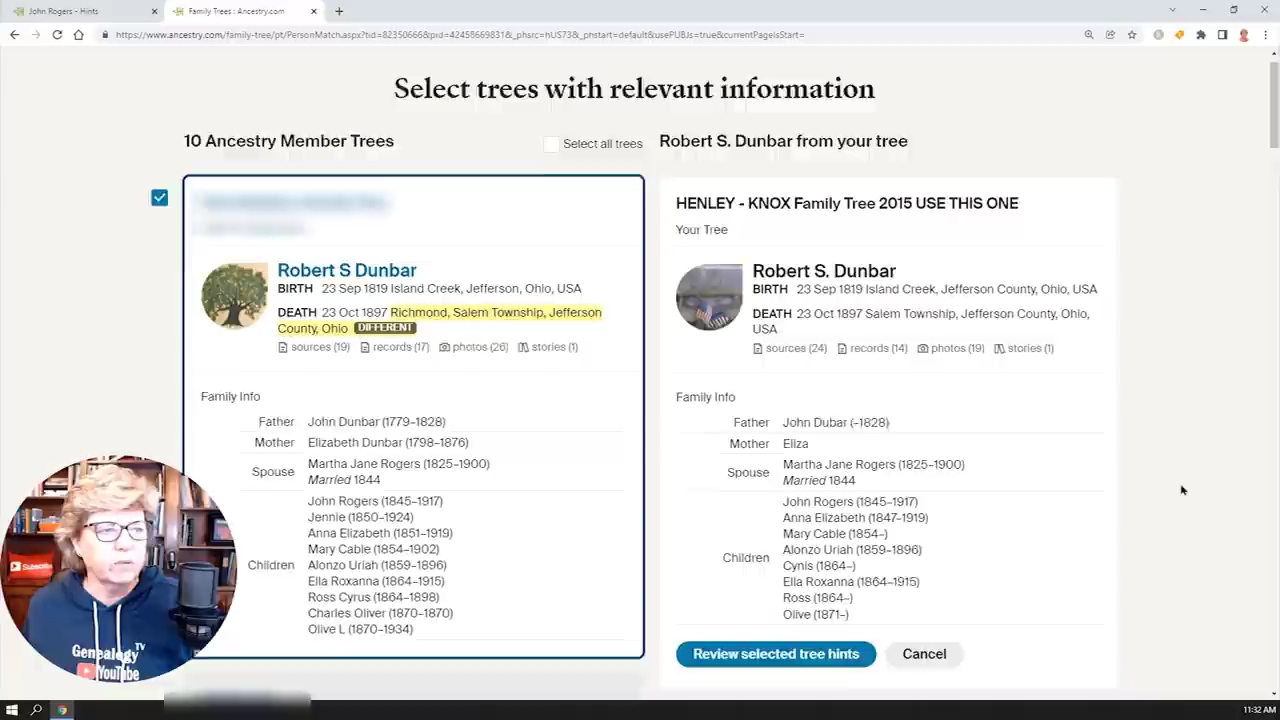 John Rogers - Hints
Family Trees : Ancestry.com
https://www.ancestry.com/family-tree/pt/PersonMatch.aspx?tid=82350666&pid=42458669831&_phsrc=hUS73&_phstart=default&usePUBJs=true&currentPageIsStart=
Select trees with relevant information
10 Ancestry Member Trees
Select all trees
Robert S. Dunbar from your tree
Robert S Dunbar
BIRTH 23 Sep 1819 Island Creek, Jefferson, Ohio, USA
DEATH 23 Oct 1897 Richmond, Salem Township, Jefferson
County, Ohio DIFFERENT
sources (19) records (17) photos (26) stories (1)
Family Info
Father John Dunbar (1779–1828)
Mother Elizabeth Dunbar (1798–1876)
Spouse Martha Jane Rogers (1825–1900)
Married 1844
Children
John Rogers (1845–1917)
Jennie (1850–1924)
Anna Elizabeth (1851–1919)
Mary Cable (1854–1902)
Alonzo Uriah (1859–1896)
Ella Roxanna (1864–1915)
Ross Cyrus (1864–1898)
Charles Oliver (1870–1870)
Olive L (1870–1934)
HENLEY - KNOX Family Tree 2015 USE THIS ONE
Your Tree
Robert S. Dunbar
BIRTH 23 Sep 1819 Island Creek, Jefferson County, Ohio, USA
DEATH 23 Oct 1897 Salem Township, Jefferson County, Ohio,
USA
sources (24) records (14) photos (19) stories (1)
Family Info
Father John Dubar (–1828)
Mother Eliza
Spouse Martha Jane Rogers (1825–1900)
Married 1844
Children
John Rogers (1845–1917)
Anna Elizabeth (1847–1919)
Mary Cable (1854–)
Alonzo Uriah (1859–1896)
Cynis (1864–)
Ella Roxanna (1864–1915)
Ross (1864–)
Olive (1871–)
Review selected tree hints
Cancel
Subscribe
Genealogy TV
YouTube
11:32 AM